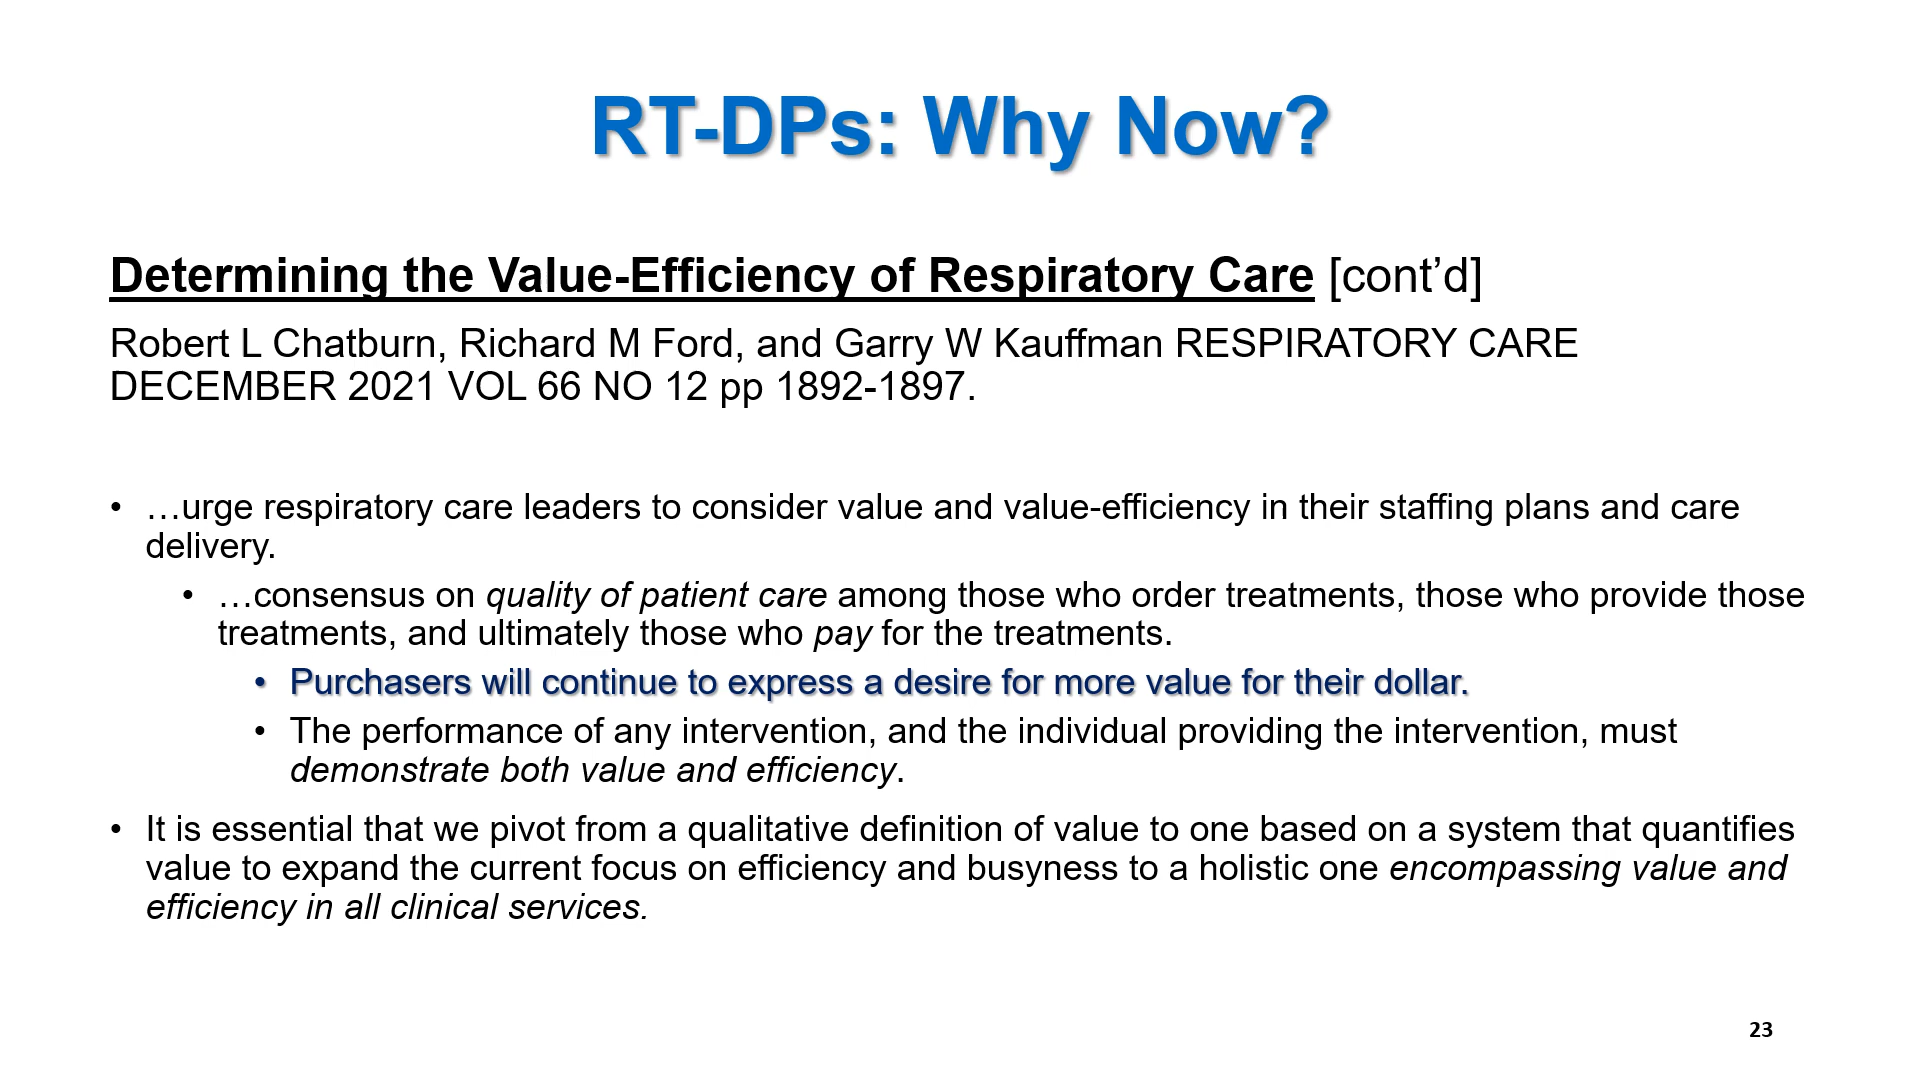 RT-DPs: Why Now?
Determining the Value-Efficiency of Respiratory Care [cont’d]
Robert L Chatburn, Richard M Ford, and Garry W Kauffman RESPIRATORY CARE
DECEMBER 2021 VOL 66 NO 12 pp 1892-1897.
• …urge respiratory care leaders to consider value and value-efficiency in their staffing plans and care
delivery.
• …consensus on quality of patient care among those who order treatments, those who provide those
treatments, and ultimately those who pay for the treatments.
• Purchasers will continue to express a desire for more value for their dollar.
• The performance of any intervention, and the individual providing the intervention, must
demonstrate both value and efficiency.
• It is essential that we pivot from a qualitative definition of value to one based on a system that quantifies
value to expand the current focus on efficiency and busyness to a holistic one encompassing value and
efficiency in all clinical services.
23